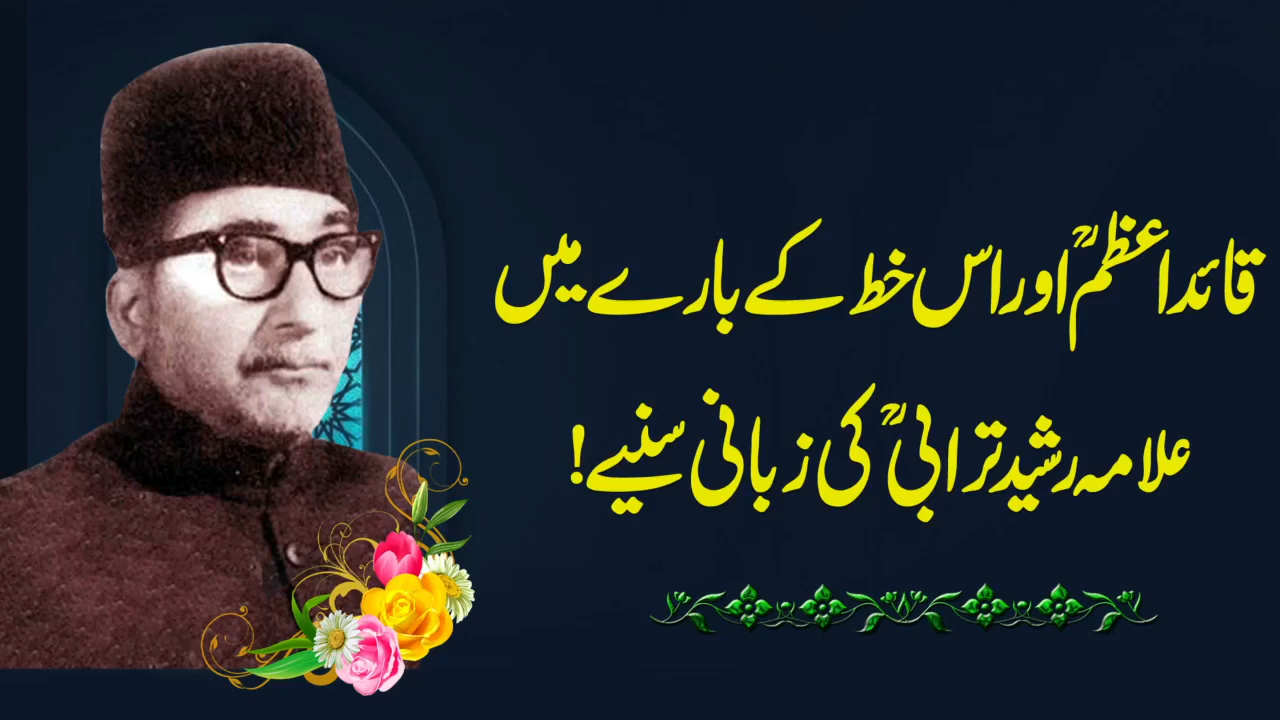 قائداعظمؒ اور اس خط کے بارے میں
علامہ رشید ترابیؒ کی زبانی سنیے!